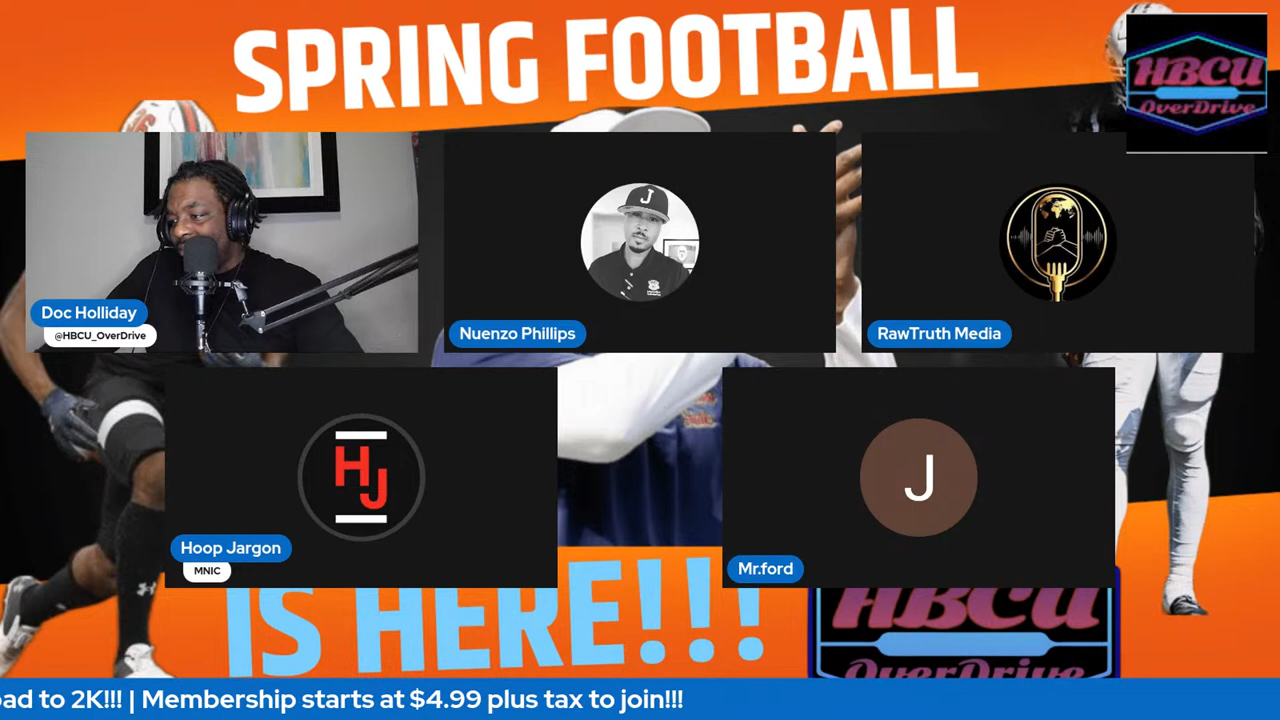 SPRING FOOTBALL
HBCU
OverDrive
J
Doc Holliday
@HBCU_OverDrive
Nuenzo Phillips
RawTruth Media
HJ
J
Hoop Jargon
MNIC
Mr.ford
IS HERE!!!
HBCU
OverDrive
oad to 2K!!! | Membership starts at $4.99 plus tax to join!!!